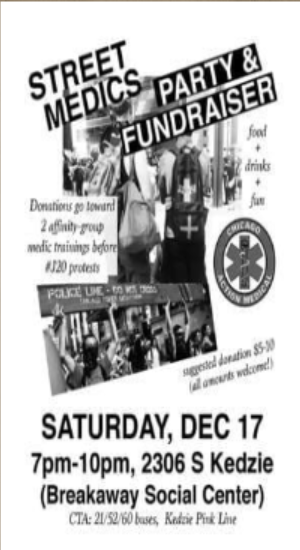 STREET
MEDICS
PARTY &
FUNDRAISER
food
+
drinks
+
fun
Donations go toward
2 affinity-group
medic trainings before
#J20 protests
CHICAGO
ACTION MEDICAL
POLICE LINE - DO NOT CROSS
suggested donation $5-10
(all amounts welcome!)
SATURDAY, DEC 17
7pm-10pm, 2306 S Kedzie
(Breakaway Social Center)
CTA: 21/52/60 buses, Kedzie Pink Line